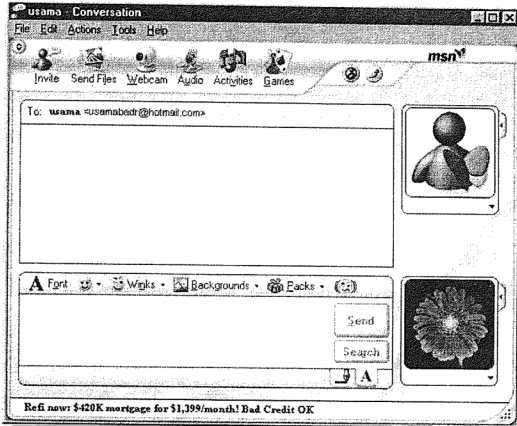 usama - Conversation
File Edit Actions Tools Help
msn
Invite Send Files Webcam Audio Activities Games
To: usama <usamabadr@hotmail.com>
A Font Winks Backgrounds Packs
Send
Search
A
Refi now: $420K mortgage for $1,399/month! Bad Credit OK